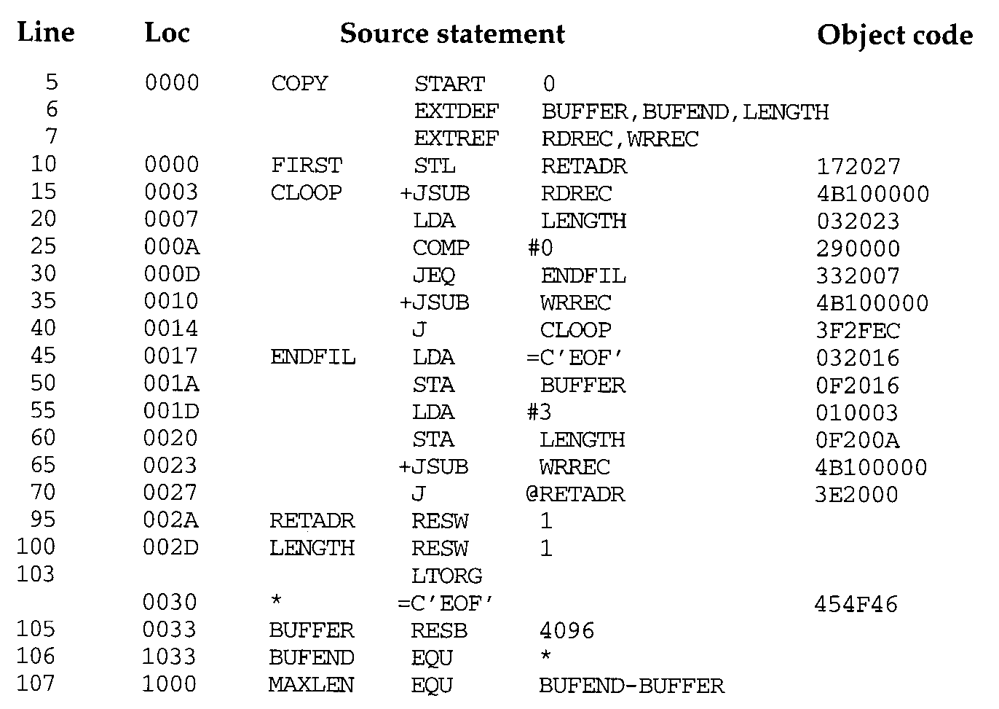 Line Loc Source statement Object code
5 0000 COPY START 0
6 EXTDEF BUFFER,BUFEND,LENGTH
7 EXTREF RDREC,WRREC
10 0000 FIRST STL RETADR 172027
15 0003 CLOOP +JSUB RDREC 4B100000
20 0007 LDA LENGTH 032023
25 000A COMP #0 290000
30 000D JEQ ENDFIL 332007
35 0010 +JSUB WRREC 4B100000
40 0014 J CLOOP 3F2FEC
45 0017 ENDFIL LDA =C'EOF' 032016
50 001A STA BUFFER 0F2016
55 001D LDA #3 010003
60 0020 STA LENGTH 0F200A
65 0023 +JSUB WRREC 4B100000
70 0027 J @RETADR 3E2000
95 002A RETADR RESW 1
100 002D LENGTH RESW 1
103 LTORG
0030 * =C'EOF' 454F46
105 0033 BUFFER RESB 4096
106 1033 BUFEND EQU *
107 1000 MAXLEN EQU BUFEND-BUFFER